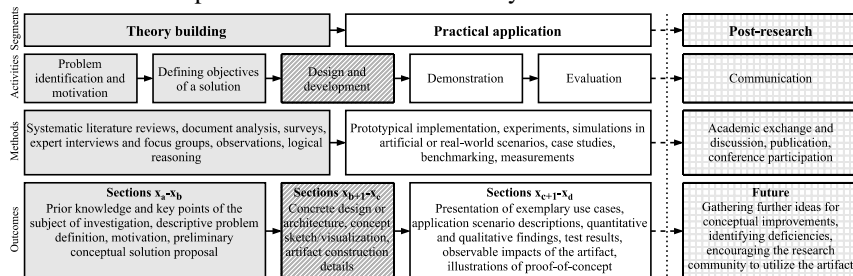 Segments
Theory building
Practical application
Post-research
Activities
Problem
identification and
motivation
Defining objectives
of a solution
Design and
development
Demonstration
Evaluation
Communication
Methods
Systematic literature reviews, document analysis, surveys,
expert interviews and focus groups, observations, logical
reasoning
Prototypical implementation, experiments, simulations in
artificial or real-world scenarios, case studies,
benchmarking, measurements
Academic exchange and
discussion, publication,
conference participation
Outcomes
Sections xa-xb
Prior knowledge and key points of the
subject of investigation, descriptive problem
definition, motivation, preliminary
conceptual solution proposal
Sections xb+1-xc
Concrete design or
architecture, concept
sketch/visualization,
artifact construction
details
Sections xc+1-xd
Presentation of exemplary use cases,
application scenario descriptions, quantitative
and qualitative findings, test results,
observable impacts of the artifact,
illustrations of proof-of-concept
Future
Gathering further ideas for
conceptual improvements,
identifying deficiencies,
encouraging the research
community to utilize the artifact